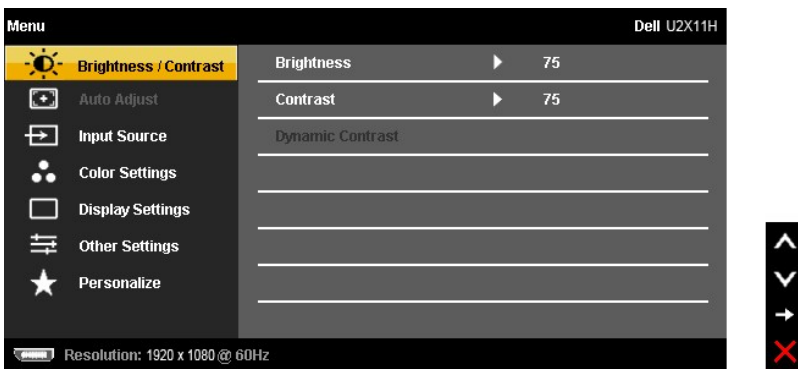 Menu Dell U2X11H
Brightness / Contrast Brightness 75
Auto Adjust Contrast 75
Input Source Dynamic Contrast
Color Settings
Display Settings
Other Settings
Personalize
Resolution: 1920 x 1080 @ 60Hz